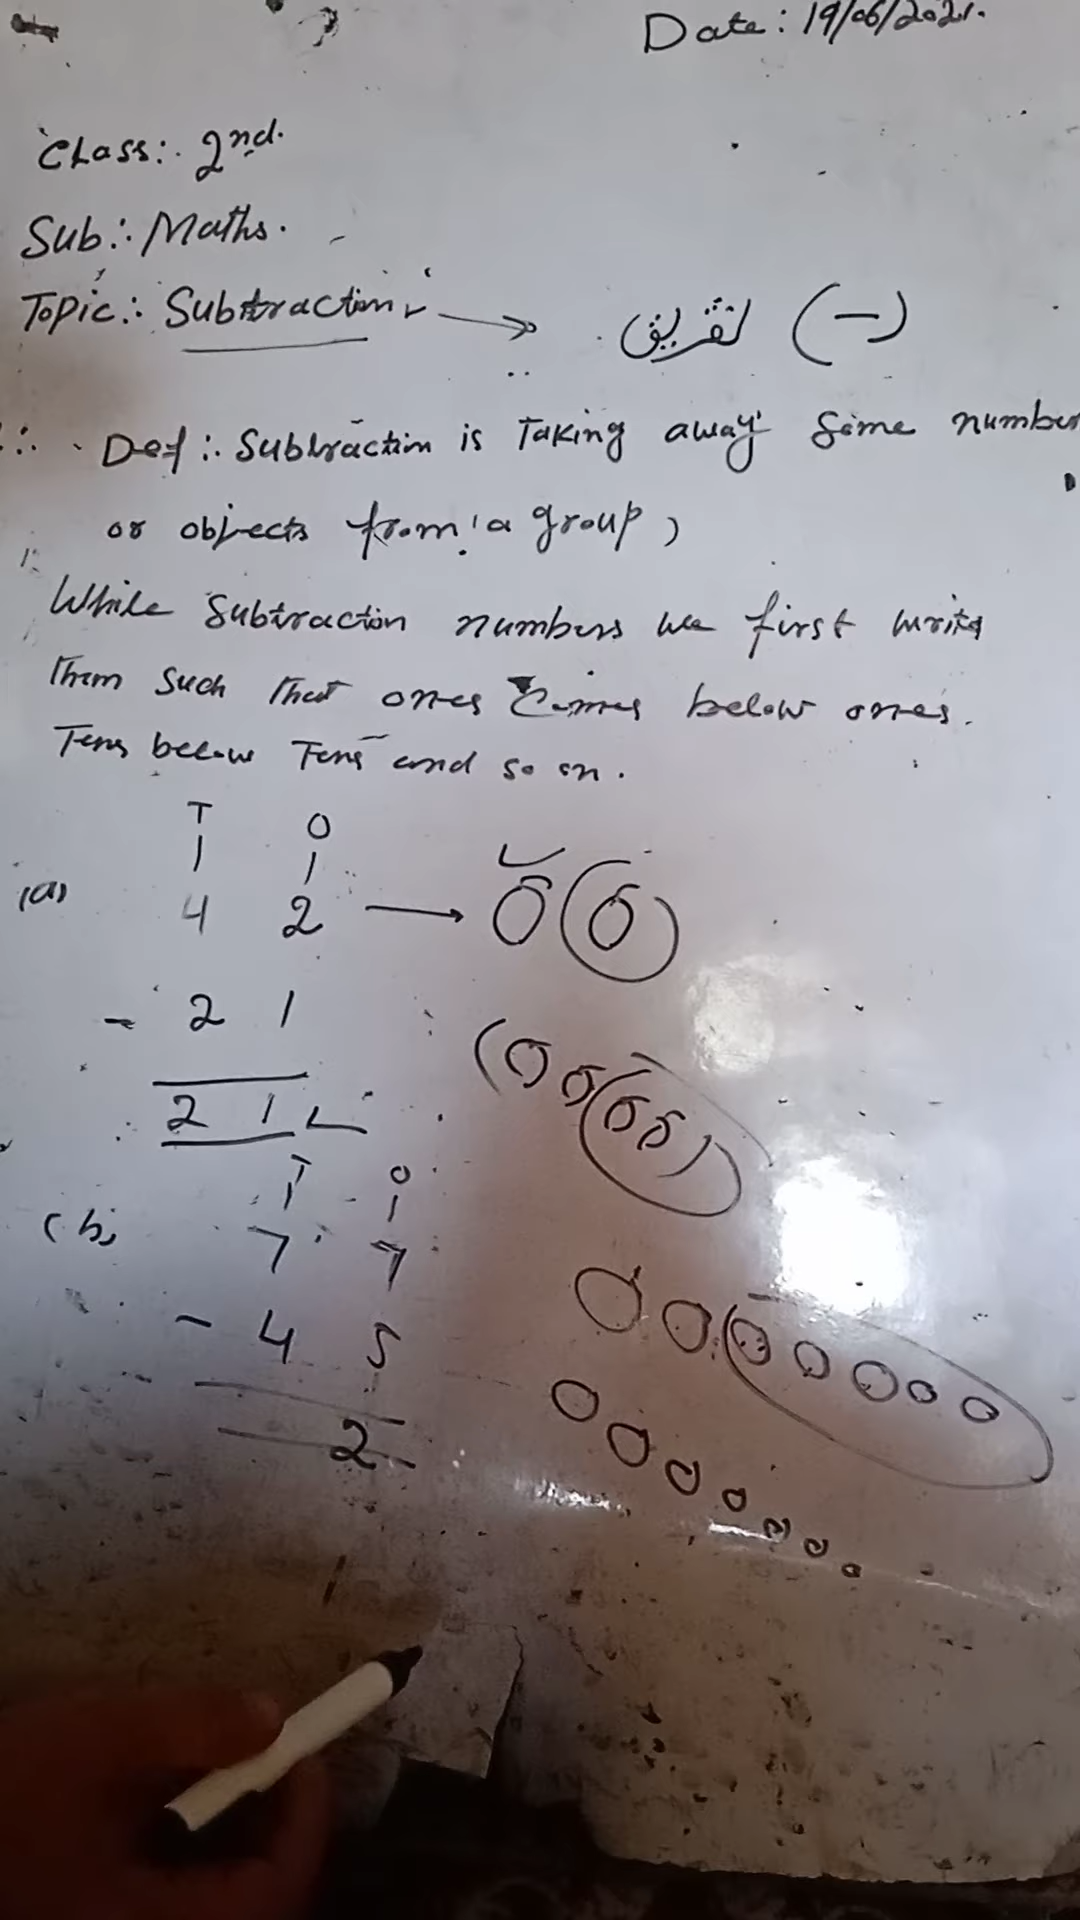 Date: 19/06/2021.
Class: 2nd.
Sub: Maths.
Topic: Subtraction → تفریق (−)
Def: Subtraction is Taking away some number
or objects from a group,
While Subtraction numbers we first write
Them such That ones comes below ones.
Tens below Tens and so on.
T O
(a) 4 2 →
- 2 1
2 1
T O
(b) 7 7
- 4 5
2